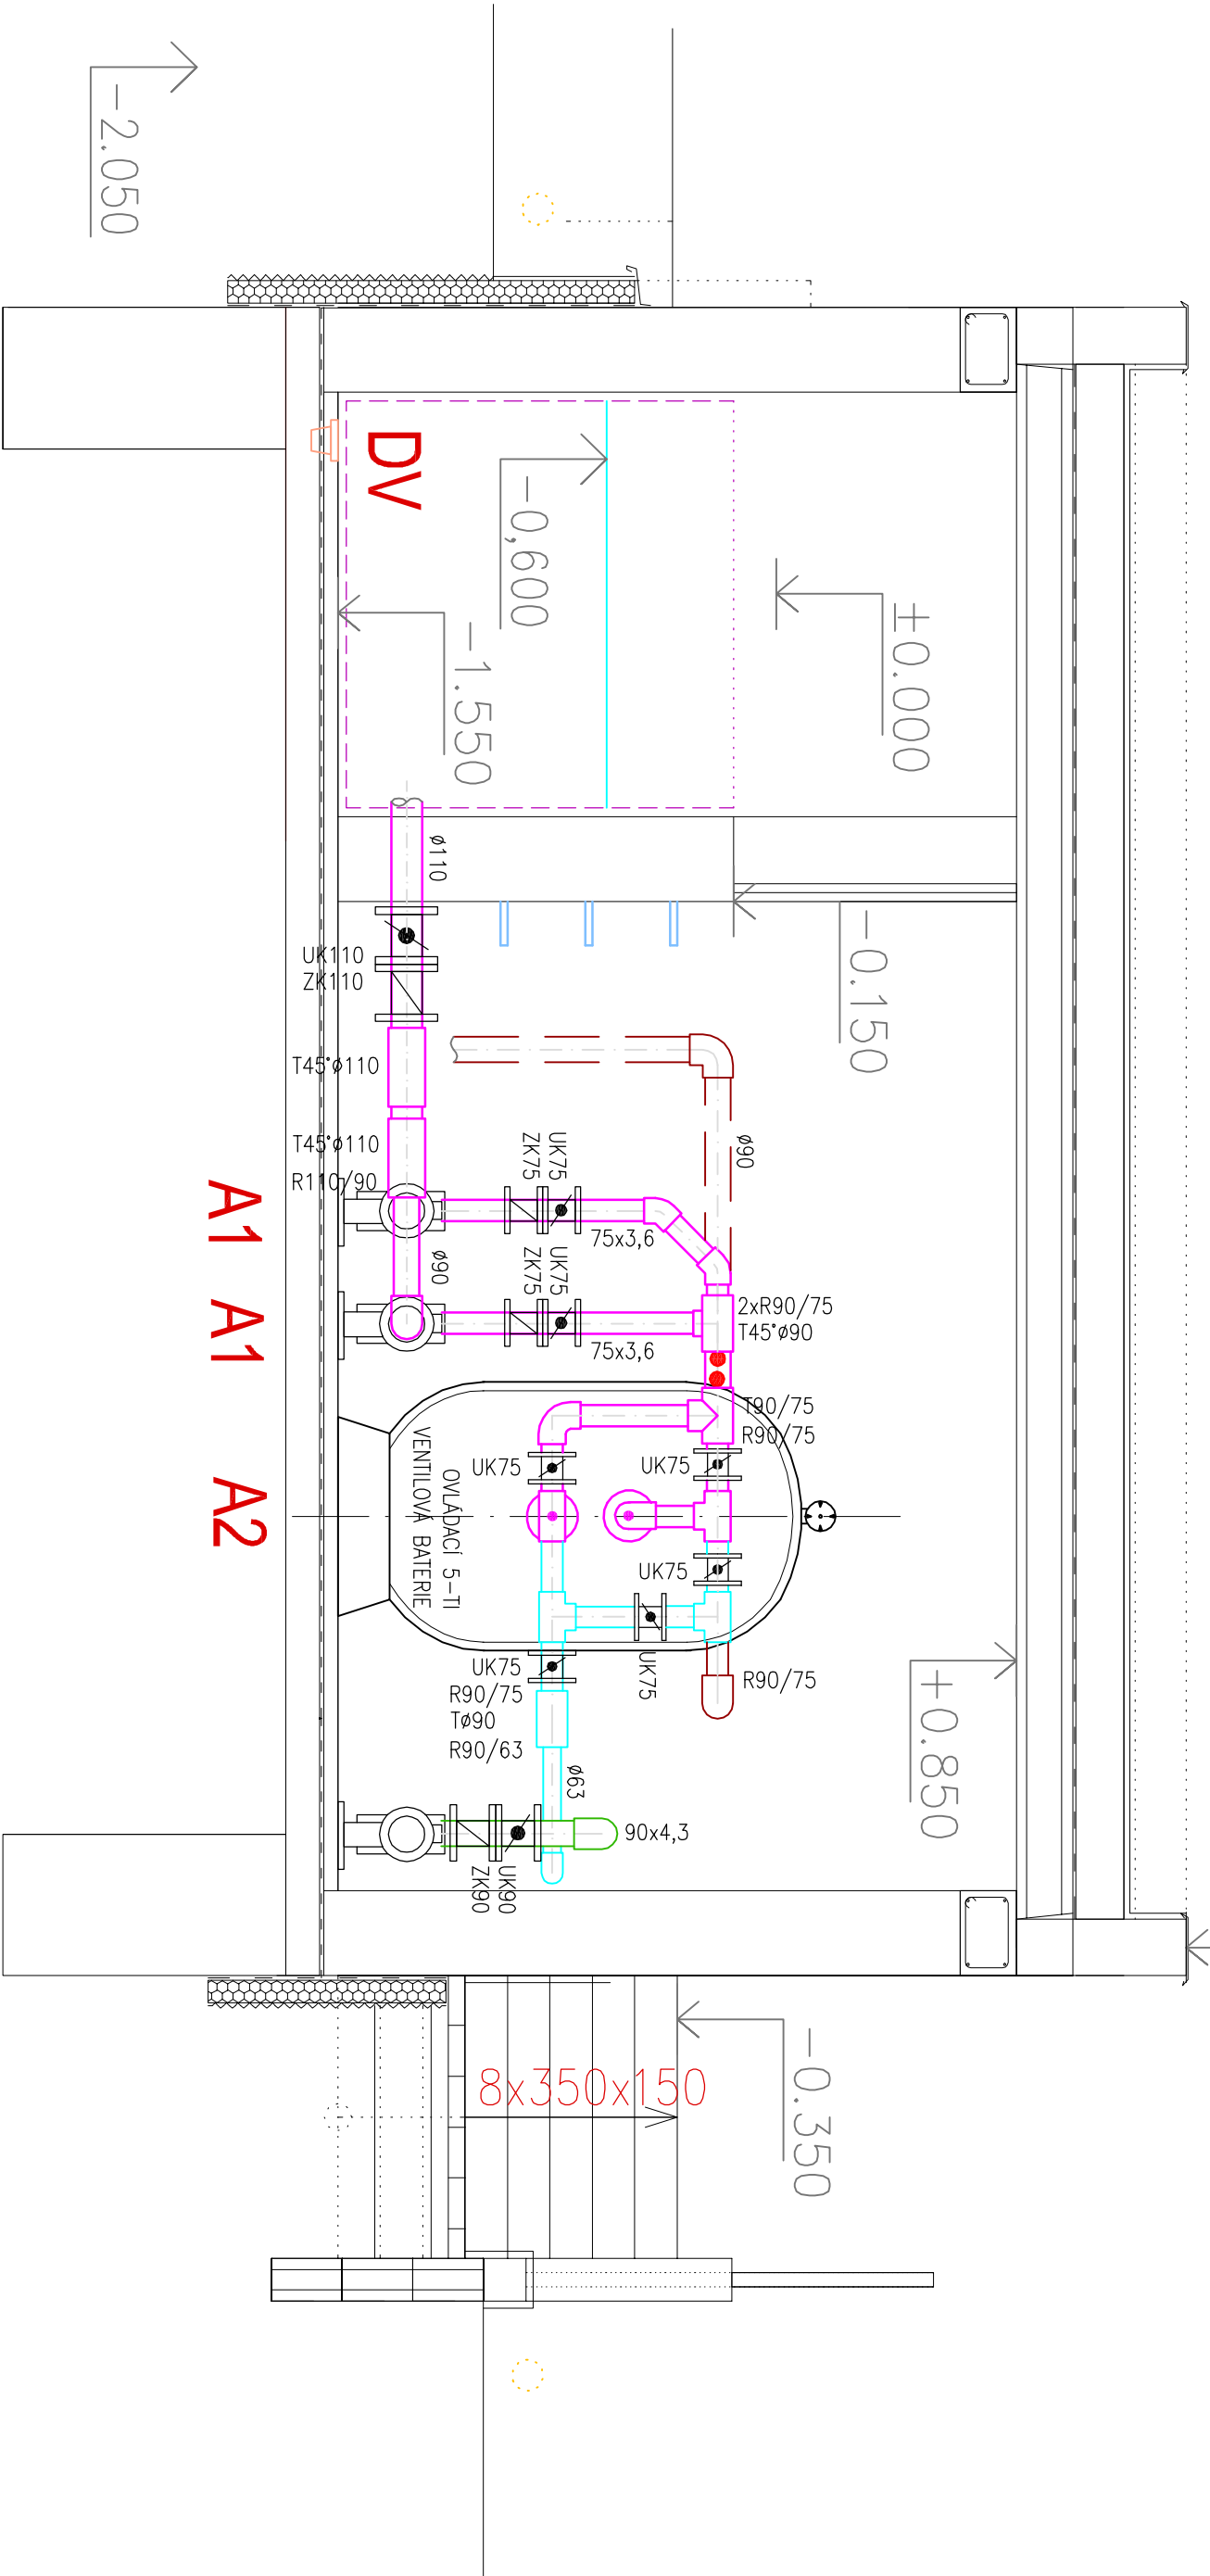 -2.050
DV
-0,600
-1.550
±0.000
-0.150
ø110
UK110
ZK110
T45°ø110
T45°ø110
R110/90
A1
A1
A2
ø90
UK75
ZK75
75x3,6
UK75
ZK75
75x3,6
ø90
2xR90/75
T45°ø90
T90/75
R90/75
UK75
UK75
OVLÁDACÍ 5-TI
VENTILOVÁ BATERIE
UK75
UK75
UK75
R90/75
R90/75
Tø90
R90/63
ø63
90x4,3
UK90
ZK90
+0.850
-0.350
8x350x150